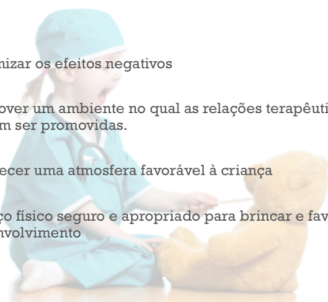 nizar os efeitos negativos
over um ambiente no qual as relações terapêuti
m ser promovidas.
ecer uma atmosfera favorável à criança
ço físico seguro e apropriado para brincar e fav
nvolvimento